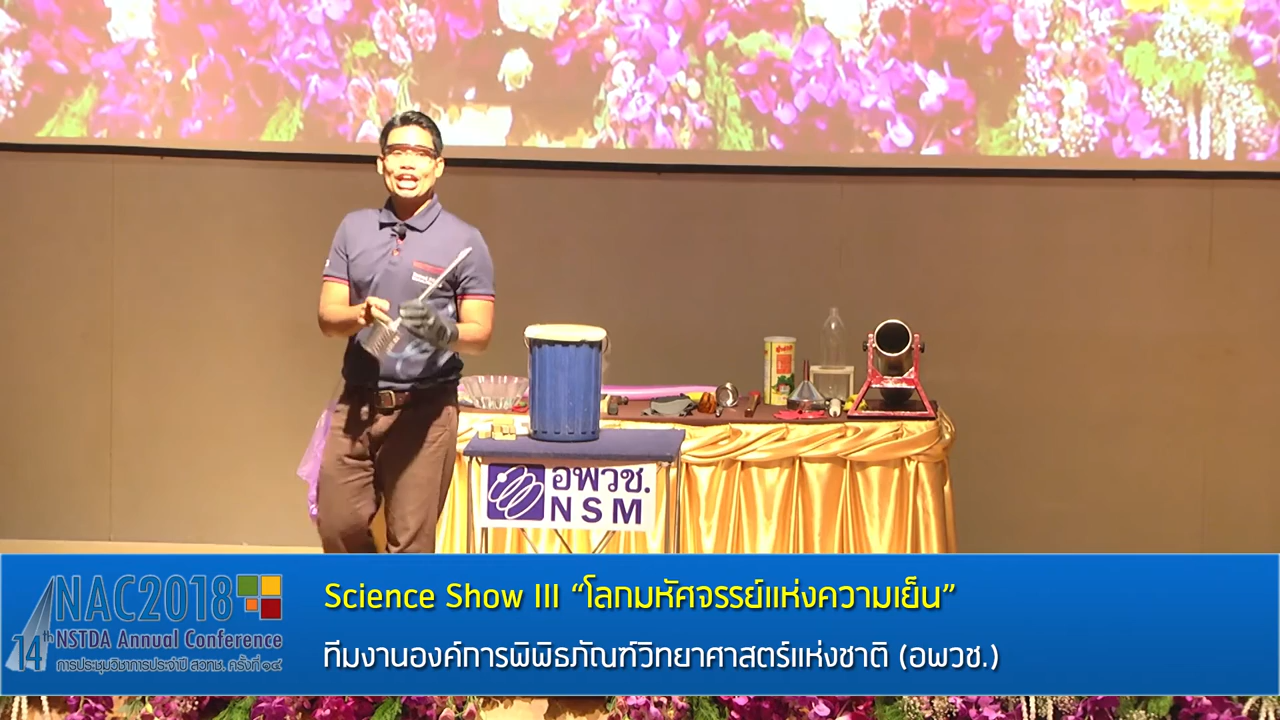 อพวช.
NSM
NAC2018
14th NSTDA Annual Conference
การประชุมวิชาการประจำปี สวทช. ครั้งที่ ๑๔
Science Show III “โลกมหัศจรรย์แห่งความเย็น”
ทีมงานองค์การพิพิธภัณฑ์วิทยาศาสตร์แห่งชาติ (อพวช.)